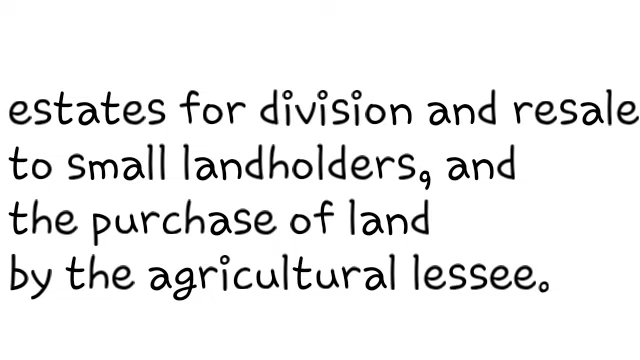 estates for division and resale
to small landholders, and
the purchase of land
by the agricultural lessee.